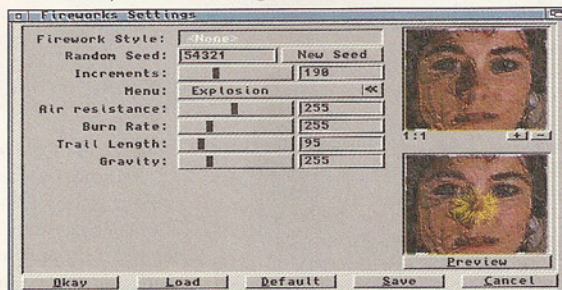 Fireworks Settings
Firework Style: <None>
Random Seed: 54321 New Seed
Increments: 190
Menu: Explosion
Air resistance: 255
Burn Rate: 255
Trail Length: 95
Gravity: 255
1:1 + -
Preview
Okay Load Default Save Cancel